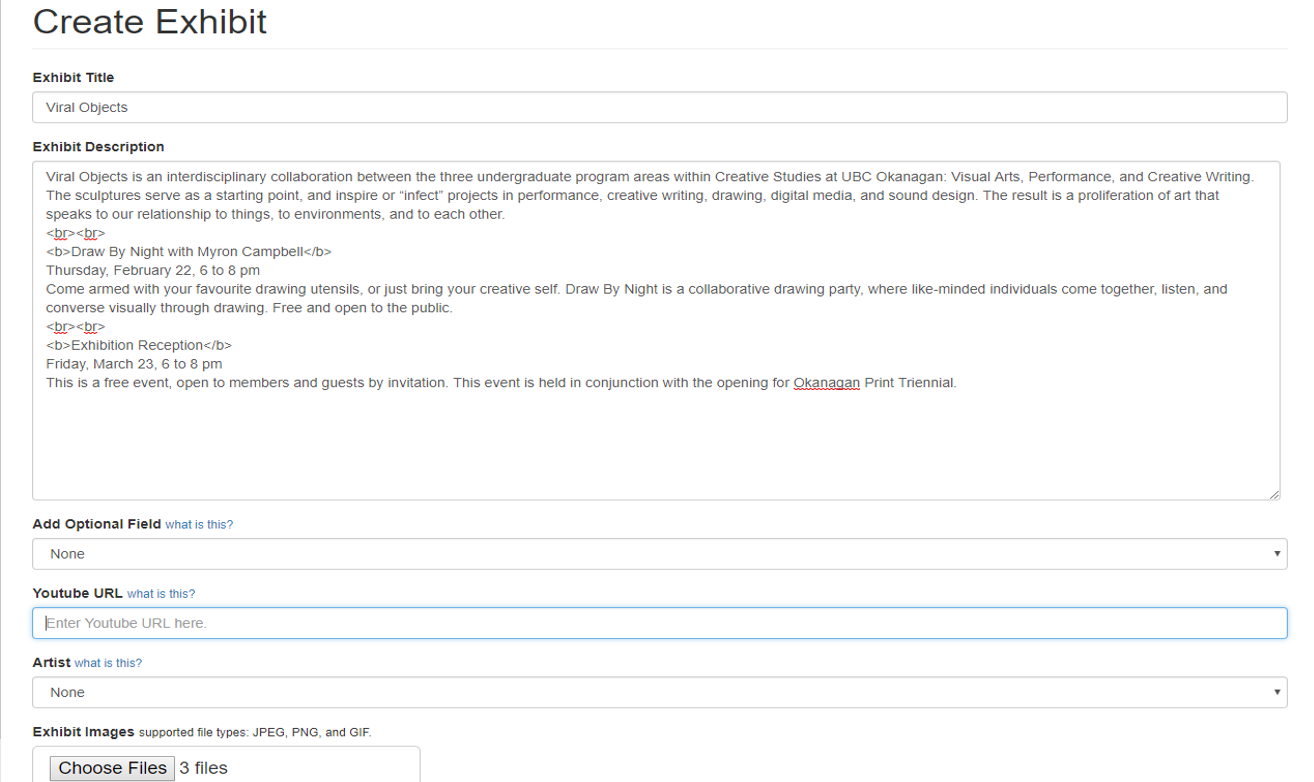 Create Exhibit
Exhibit Title
Viral Objects
Exhibit Description
Viral Objects is an interdisciplinary collaboration between the three undergraduate program areas within Creative Studies at UBC Okanagan: Visual Arts, Performance, and Creative Writing.
The sculptures serve as a starting point, and inspire or “infect” projects in performance, creative writing, drawing, digital media, and sound design. The result is a proliferation of art that
speaks to our relationship to things, to environments, and to each other.
<br><br>
<b>Draw By Night with Myron Campbell</b>
Thursday, February 22, 6 to 8 pm
Come armed with your favourite drawing utensils, or just bring your creative self. Draw By Night is a collaborative drawing party, where like-minded individuals come together, listen, and
converse visually through drawing. Free and open to the public.
<br><br>
<b>Exhibition Reception</b>
Friday, March 23, 6 to 8 pm
This is a free event, open to members and guests by invitation. This event is held in conjunction with the opening for Okanagan Print Triennial.
Add Optional Field what is this?
None
Youtube URL what is this?
Enter Youtube URL here.
Artist what is this?
None
Exhibit Images supported file types: JPEG, PNG, and GIF.
Choose Files 3 files